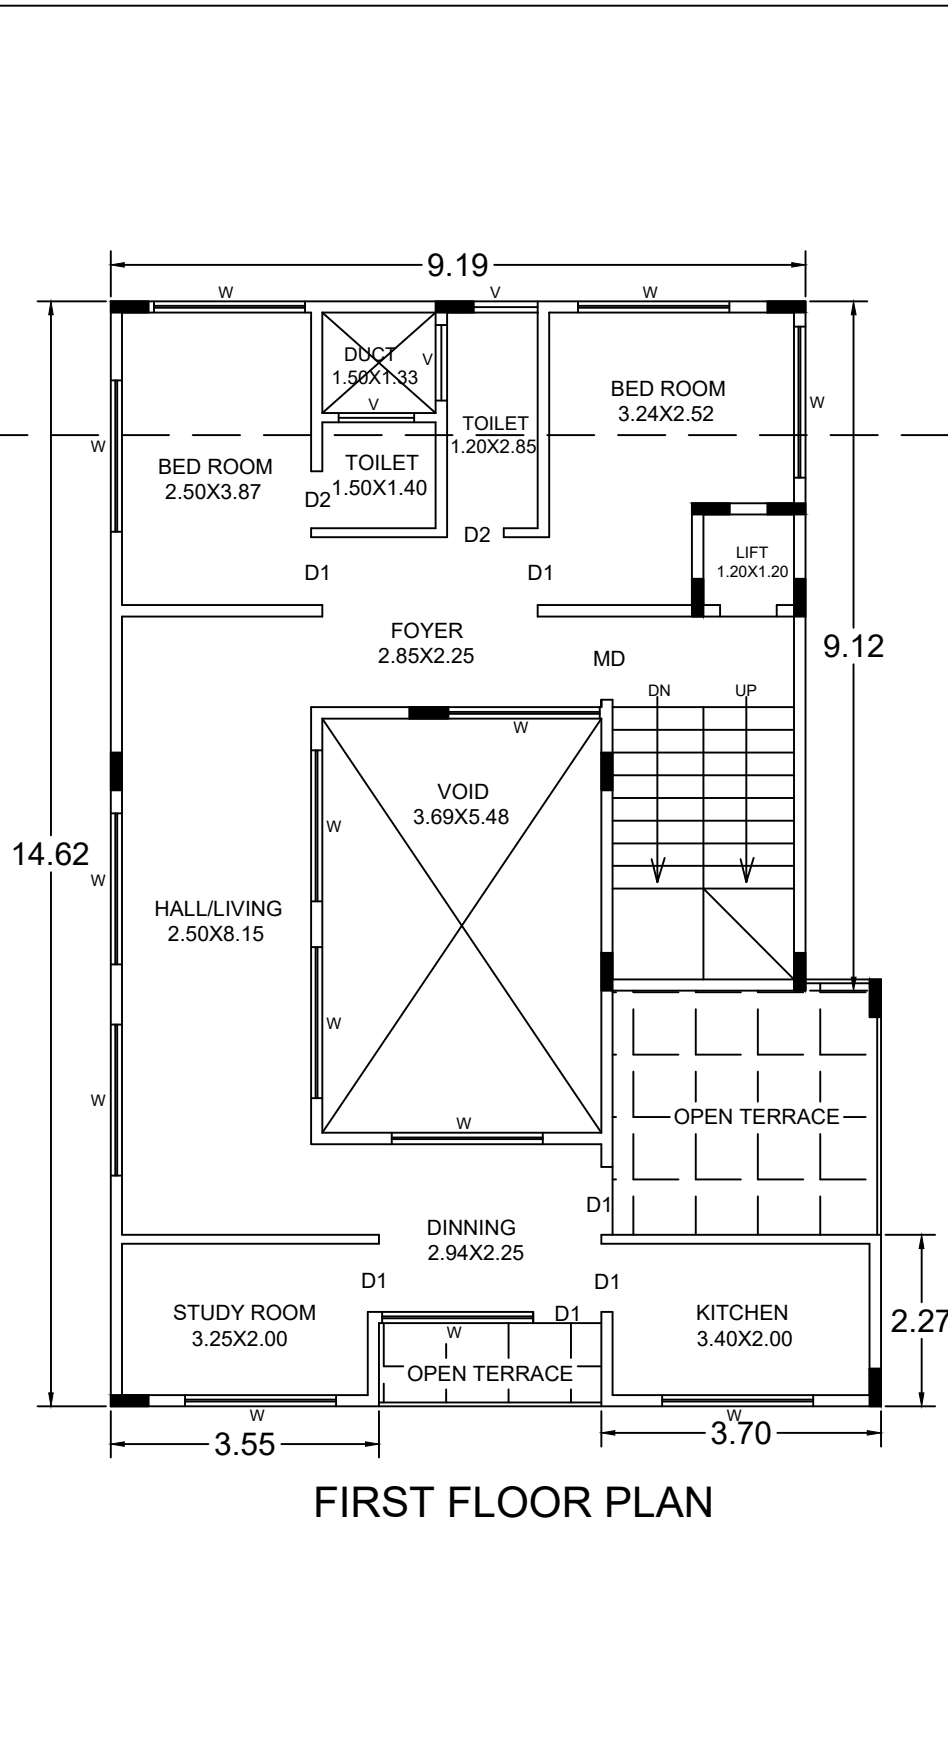 9.19
W
V
W
DUCT
1.50X1.33
V
V
BED ROOM
3.24X2.52
W
TOILET
1.20X2.85
W
BED ROOM
2.50X3.87
TOILET
1.50X1.40
D2
D2
LIFT
1.20X1.20
D1
D1
FOYER
2.85X2.25
MD
9.12
DN
UP
W
VOID
3.69X5.48
W
14.62
W
HALL/LIVING
2.50X8.15
W
W
OPEN TERRACE
W
D1
DINNING
2.94X2.25
D1
D1
STUDY ROOM
3.25X2.00
D1
KITCHEN
3.40X2.00
2.27
W
OPEN TERRACE
W
W
3.55
3.70
FIRST FLOOR PLAN